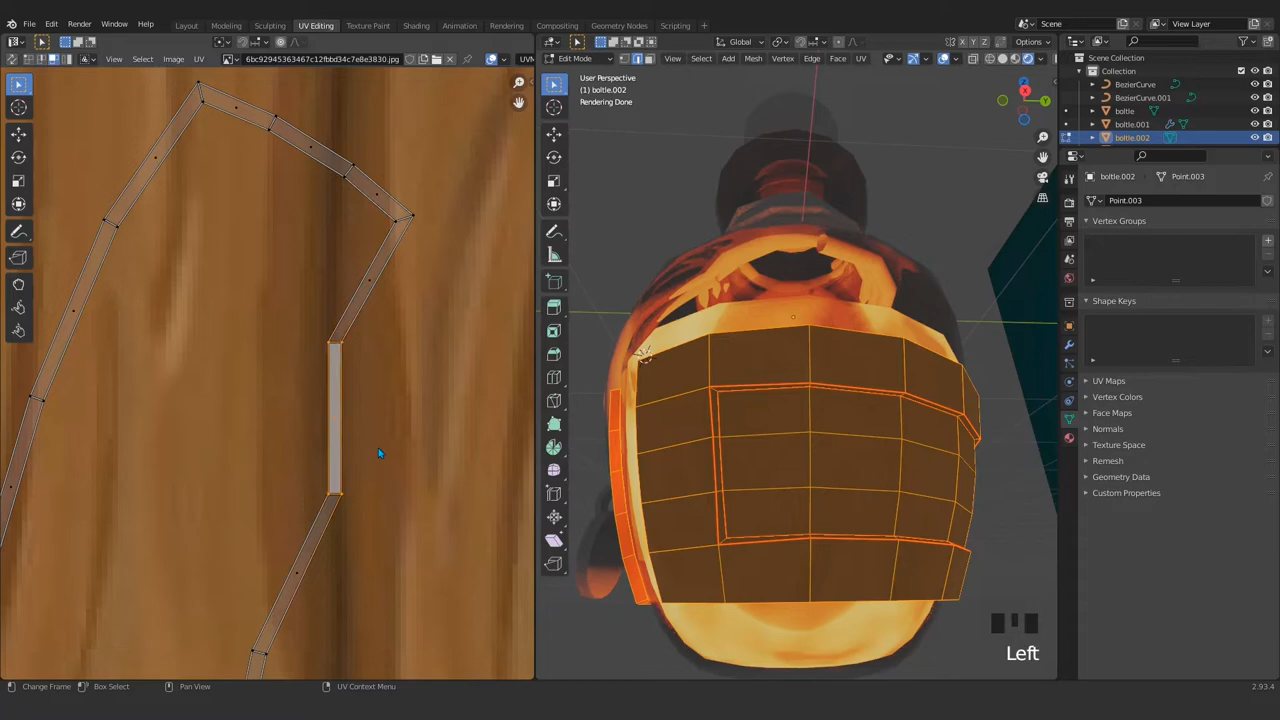 File Edit Render Window Help Layout Modeling Sculpting UV Editing Texture Paint Shading Animation Rendering Compositing Geometry Nodes Scripting Scene View Layer
Global Options
View Select Image UV 6bc92945365467c12fbdd34c7e8e3830.jpg UVM Edit Mode View Select Add Mesh Vertex Edge Face UV
X Y Z
User Perspective
(1) boltle.002
Rendering Done
Scene Collection
Collection
BezierCurve
BezierCurve.001
boltle
boltle.001
boltle.002
boltle.002 Point.003
Point.003
Vertex Groups
Shape Keys
UV Maps
Vertex Colors
Face Maps
Normals
Texture Space
Remesh
Geometry Data
Custom Properties
Left
Change Frame Box Select Pan View UV Context Menu 2.93.4